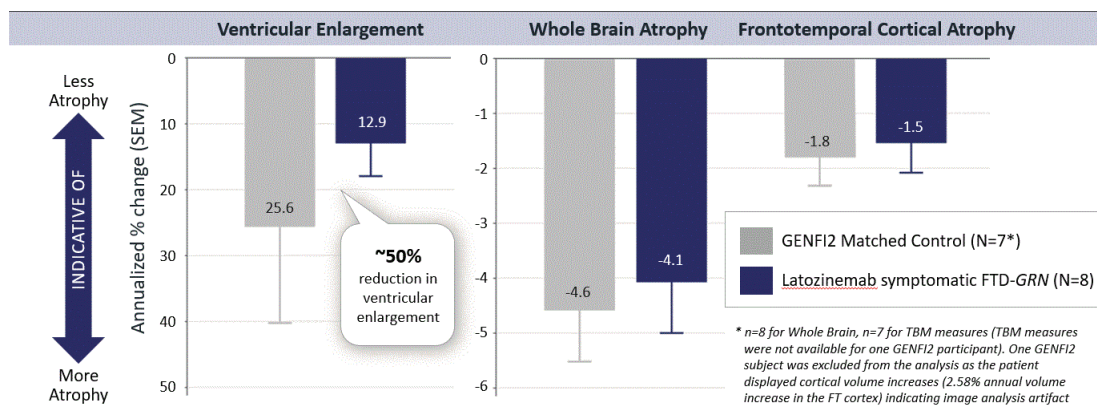 Ventricular Enlargement
Whole Brain Atrophy
Frontotemporal Cortical Atrophy
Less
Atrophy
INDICATIVE OF
More
Atrophy
Annualized % change (SEM)
0
10
20
30
40
50
25.6
12.9
~50%
reduction in
ventricular
enlargement
0
-1
-2
-3
-4
-5
-6
-4.6
-4.1
-1.8
-1.5
GENFI2 Matched Control (N=7*)
Latozinemab symptomatic FTD-GRN (N=8)
* n=8 for Whole Brain, n=7 for TBM measures (TBM measures
were not available for one GENFI2 participant). One GENFI2
subject was excluded from the analysis as the patient
displayed cortical volume increases (2.58% annual volume
increase in the FT cortex) indicating image analysis artifact